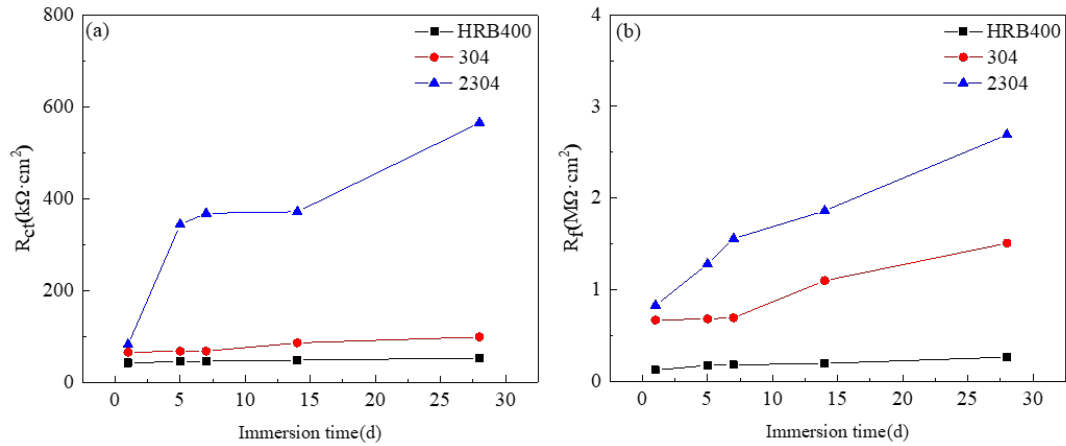 (a)
HRB400
304
2304
800
600
400
200
0
R_ct(kΩ·cm²)
0 5 10 15 20 25 30
Immersion time(d)
(b)
HRB400
304
2304
4
3
2
1
0
R_f(MΩ·cm²)
0 5 10 15 20 25 30
Immersion time(d)